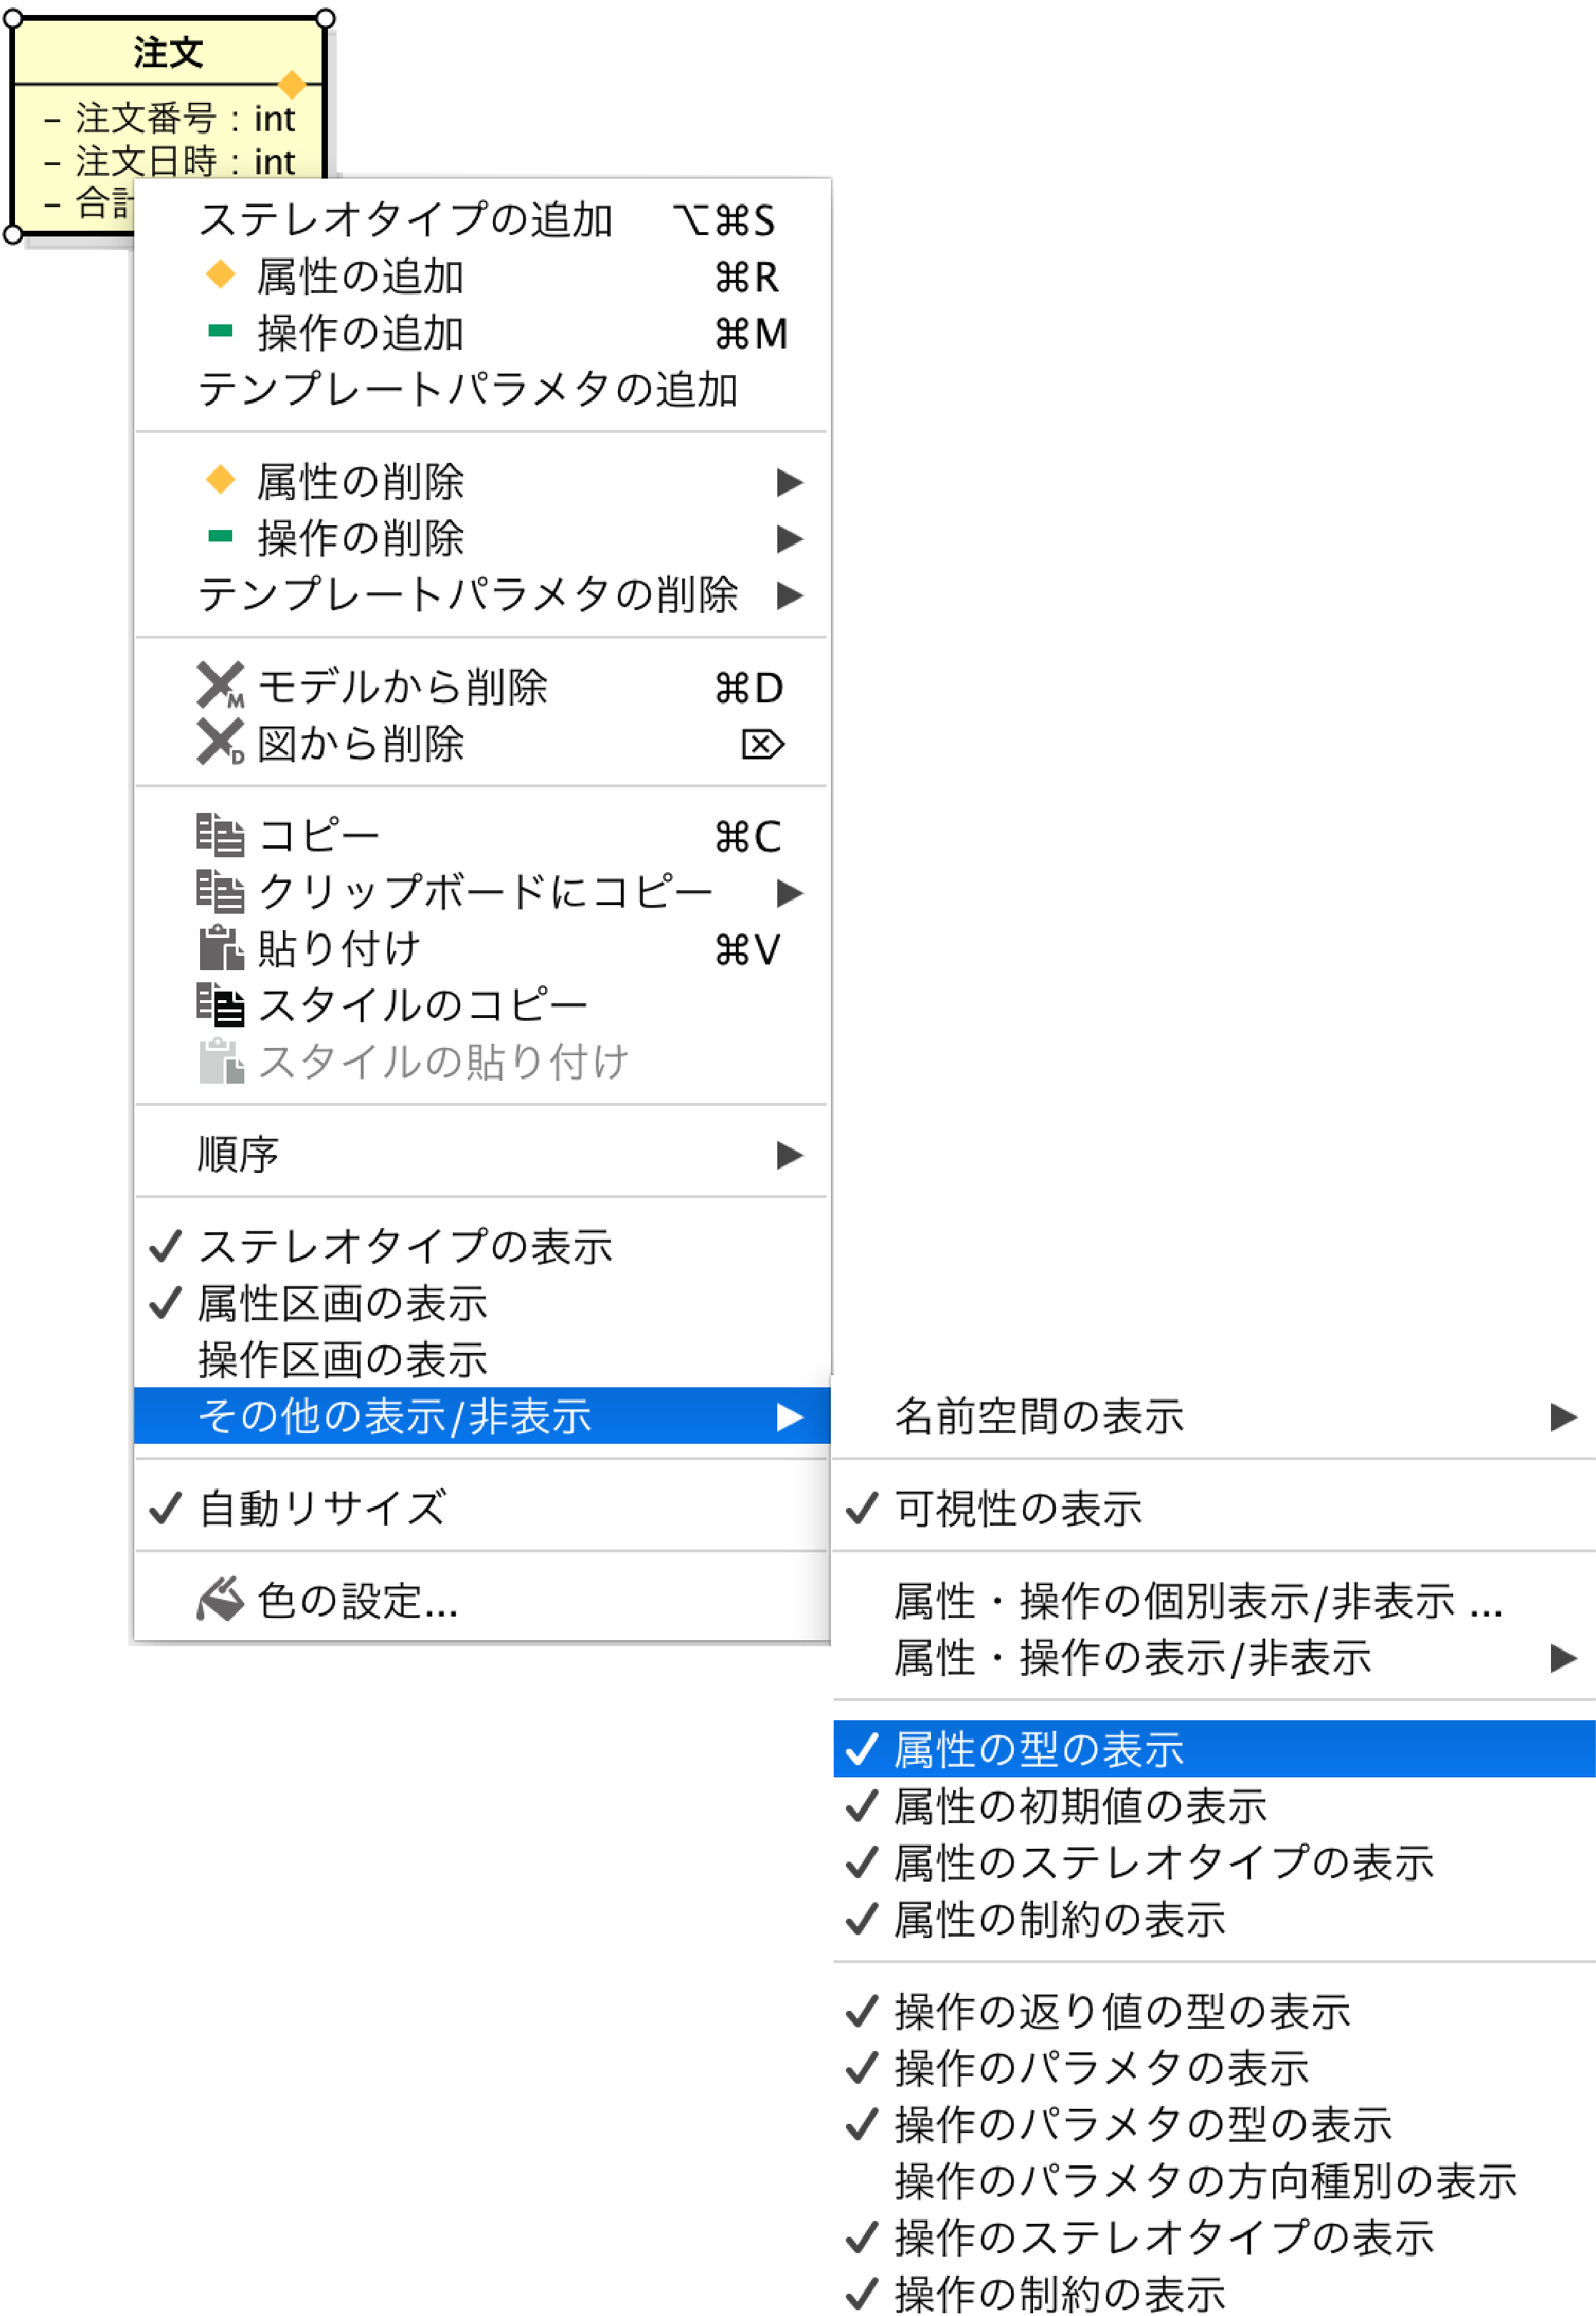 注文
- 注文番号 : int
- 注文日時 : int
- 合計
ステレオタイプの追加 ⌥⌘S
属性の追加 ⌘R
操作の追加 ⌘M
テンプレートパラメタの追加
属性の削除 ▶
操作の削除 ▶
テンプレートパラメタの削除 ▶
モデルから削除 ⌘D
図から削除 ⌦
コピー ⌘C
クリップボードにコピー ▶
貼り付け ⌘V
スタイルのコピー
スタイルの貼り付け
順序 ▶
✓ ステレオタイプの表示
✓ 属性区画の表示
操作区画の表示
その他の表示/非表示 ▶
✓ 自動リサイズ
色の設定...
名前空間の表示 ▶
✓ 可視性の表示
属性・操作の個別表示/非表示 ...
属性・操作の表示/非表示 ▶
✓ 属性の型の表示
✓ 属性の初期値の表示
✓ 属性のステレオタイプの表示
✓ 属性の制約の表示
✓ 操作の返り値の型の表示
✓ 操作のパラメタの表示
✓ 操作のパラメタの型の表示
操作のパラメタの方向種別の表示
✓ 操作のステレオタイプの表示
✓ 操作の制約の表示